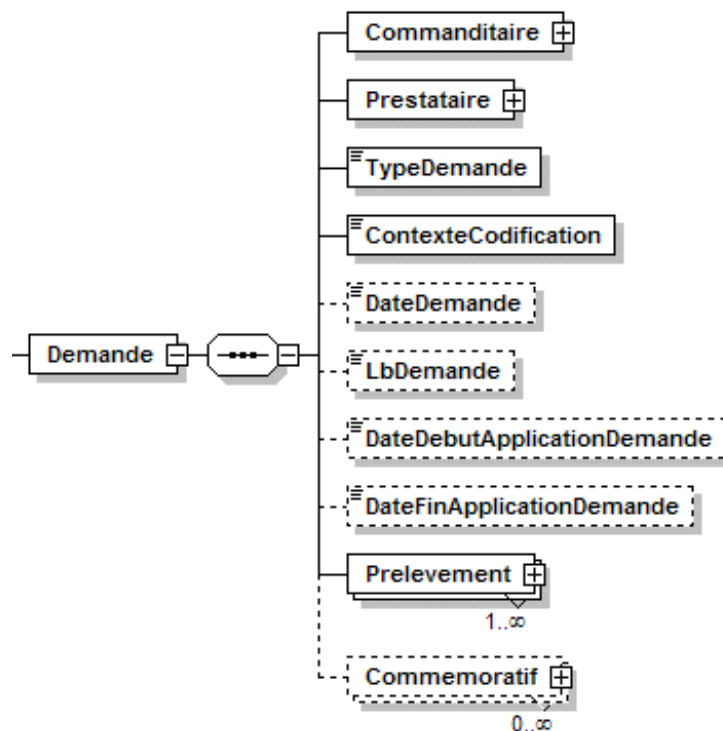 Commanditaire
Prestataire
TypeDemande
ContexteCodification
DateDemande
Demande
LbDemande
DateDebutApplicationDemande
DateFinApplicationDemande
Prelevement
1..∞
Commemoratif
0..∞